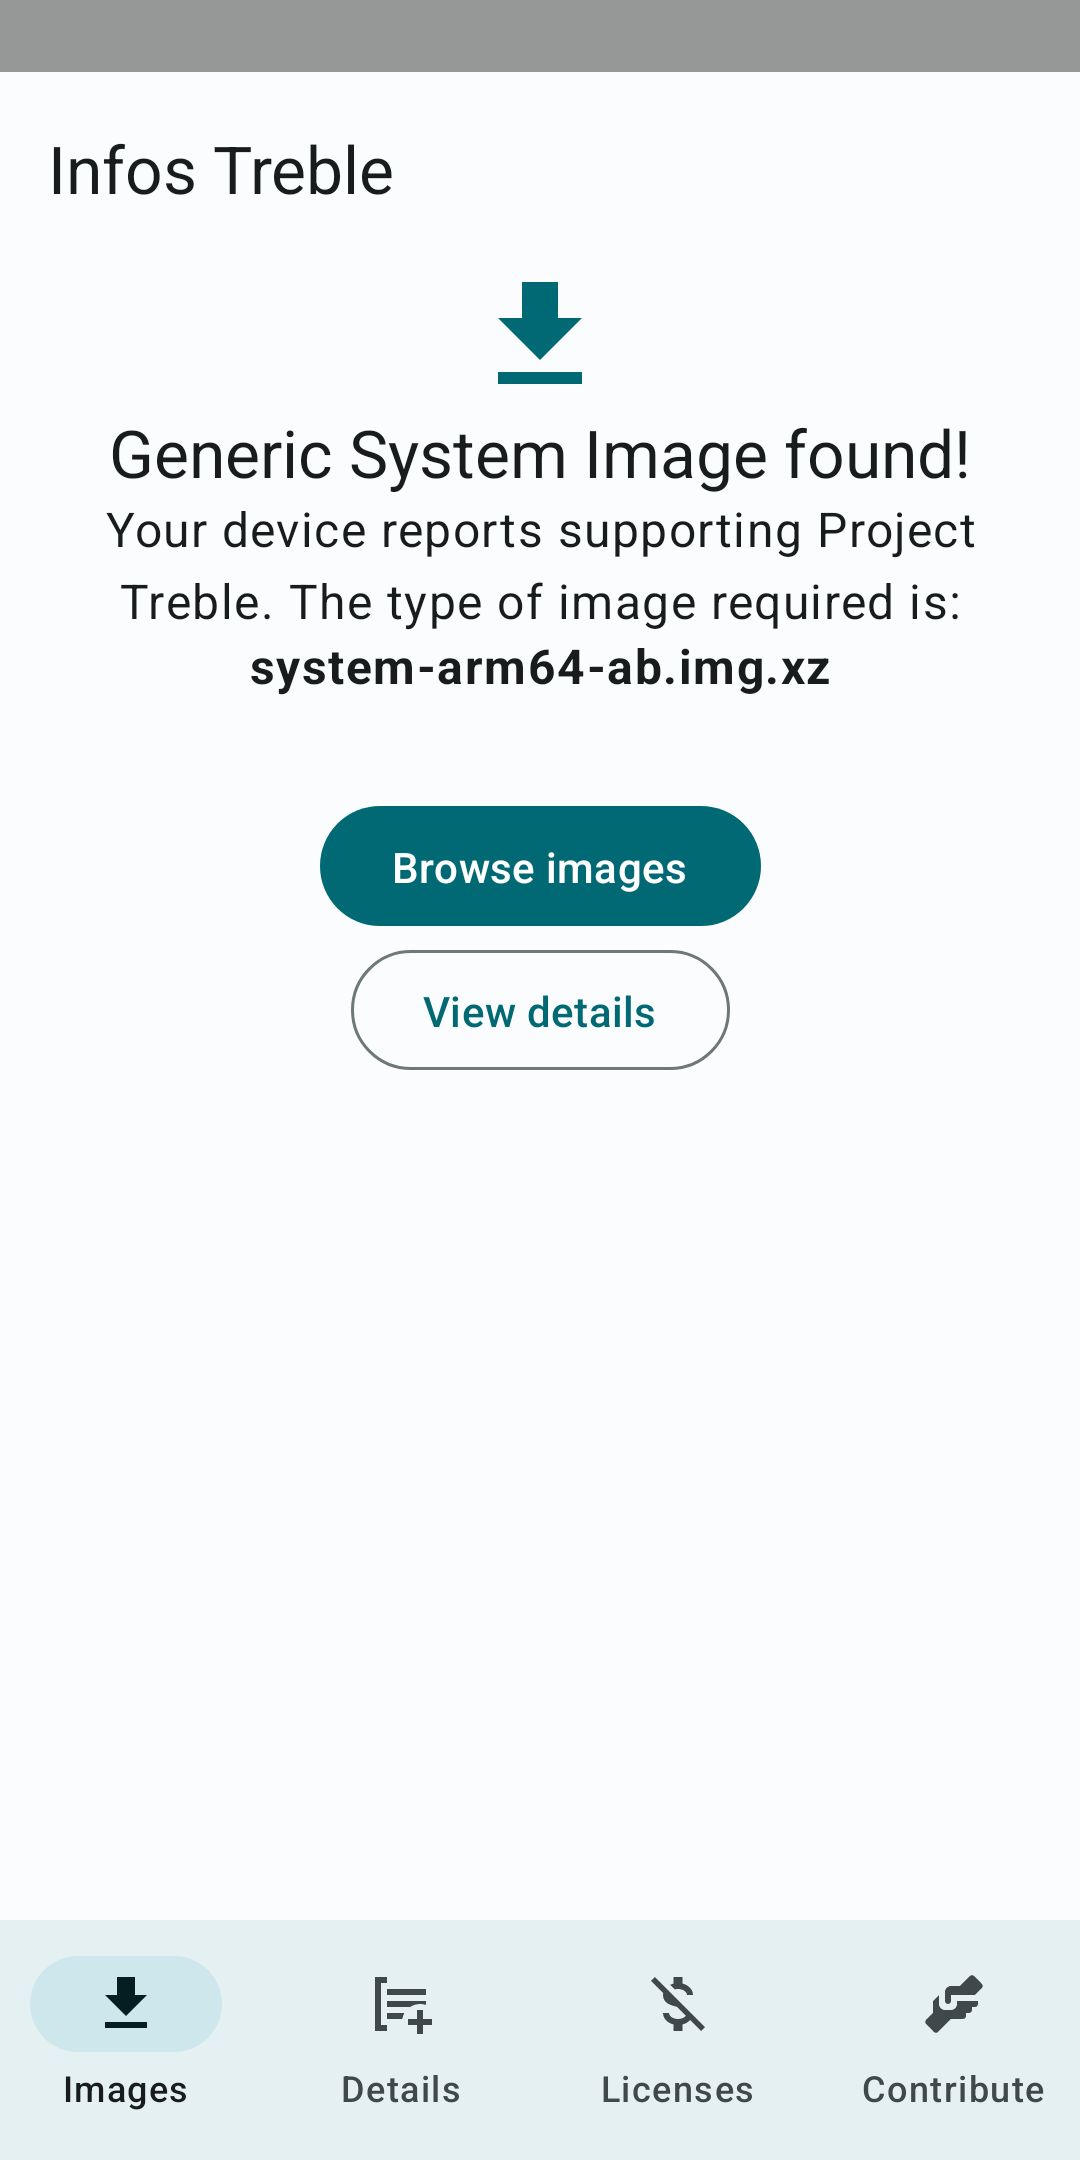 Infos Treble
Generic System Image found!
Your device reports supporting Project
Treble. The type of image required is:
system-arm64-ab.img.xz
Browse images
View details
Images
Details
Licenses
Contribute